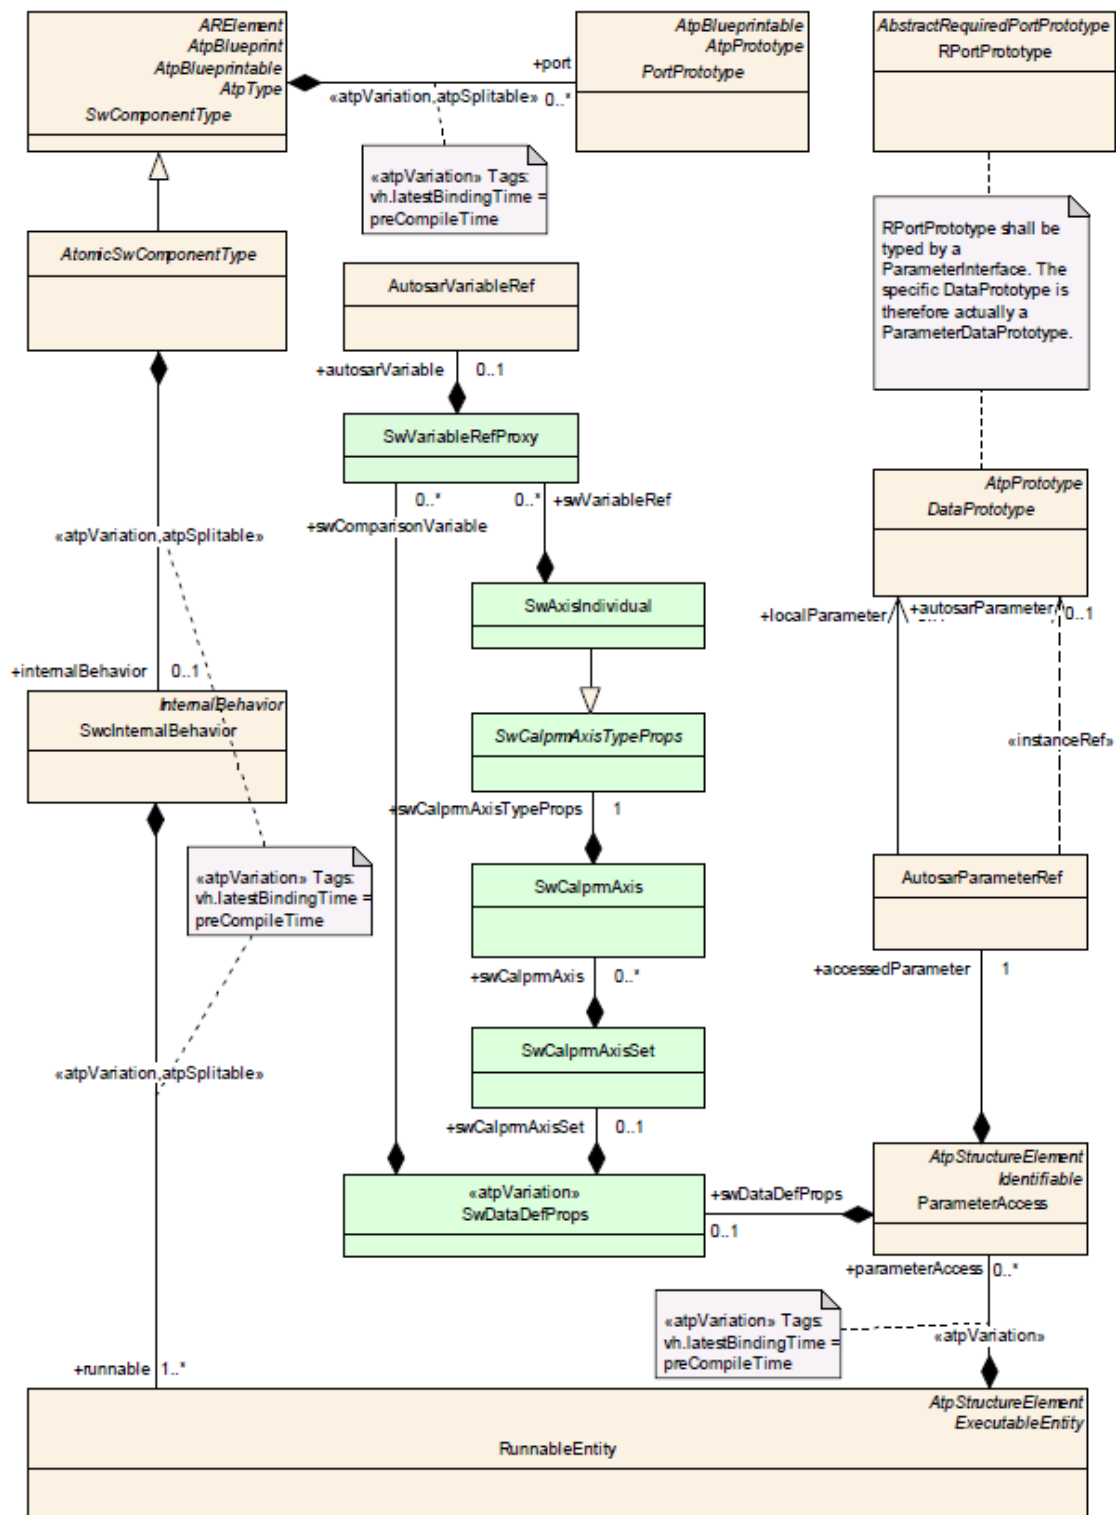 ARElement
AtpBlueprint
AtpBlueprintable
AtpType
SwComponentType
+port
«atpVariation,atpSplitable» 0..*
AtpBlueprintable
AtpPrototype
PortPrototype
AbstractRequiredPortPrototype
RPortPrototype
«atpVariation» Tags:
vh.latestBindingTime =
preCompileTime
RPortPrototype shall be
typed by a
ParameterInterface. The
specific DataPrototype is
therefore actually a
ParameterDataPrototype.
AtomicSwComponentType
AutosarVariableRef
+autosarVariable 0..1
SwVariableRefProxy
0..* 0..* +swVariableRef
+swComparisonVariable
AtpPrototype
DataPrototype
«atpVariation,atpSplitable»
SwAxisIndividual
+localParameter +autosarParameter 0..1
+internalBehavior 0..1
InternalBehavior
SwcInternalBehavior
SwCalprmAxisTypeProps
«instanceRef»
+swCalprmAxisTypeProps 1
«atpVariation» Tags:
vh.latestBindingTime =
preCompileTime
SwCalprmAxis
AutosarParameterRef
+swCalprmAxis 0..*
+accessedParameter 1
SwCalprmAxisSet
«atpVariation,atpSplitable»
+swCalprmAxisSet 0..1
«atpVariation»
SwDataDefProps
+swDataDefProps
0..1
AtpStructureElement
Identifiable
ParameterAccess
+parameterAccess 0..*
«atpVariation» Tags:
vh.latestBindingTime =
preCompileTime
«atpVariation»
+runnable 1..*
AtpStructureElement
ExecutableEntity
RunnableEntity